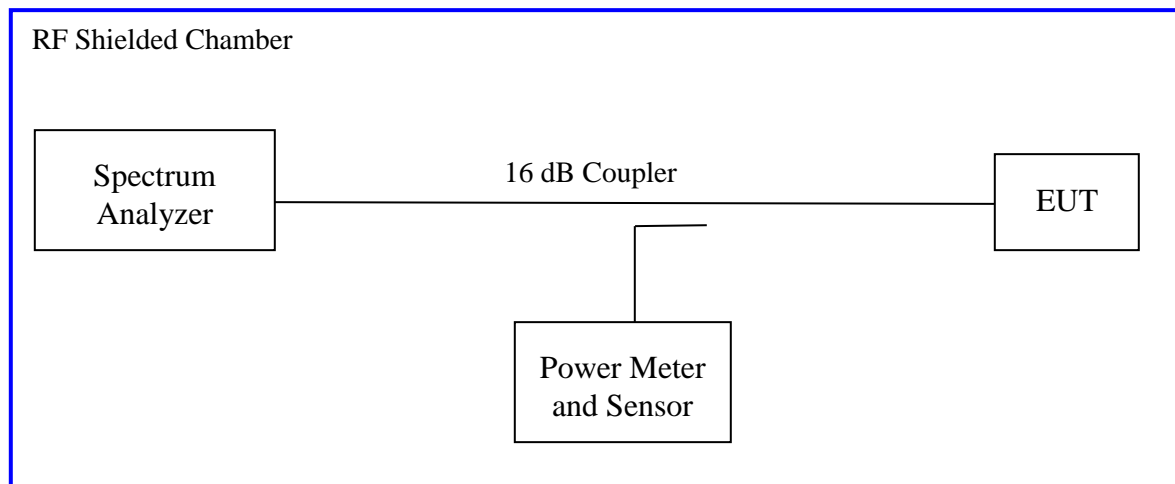 RF Shielded Chamber
Spectrum
Analyzer
16 dB Coupler
EUT
Power Meter
and Sensor